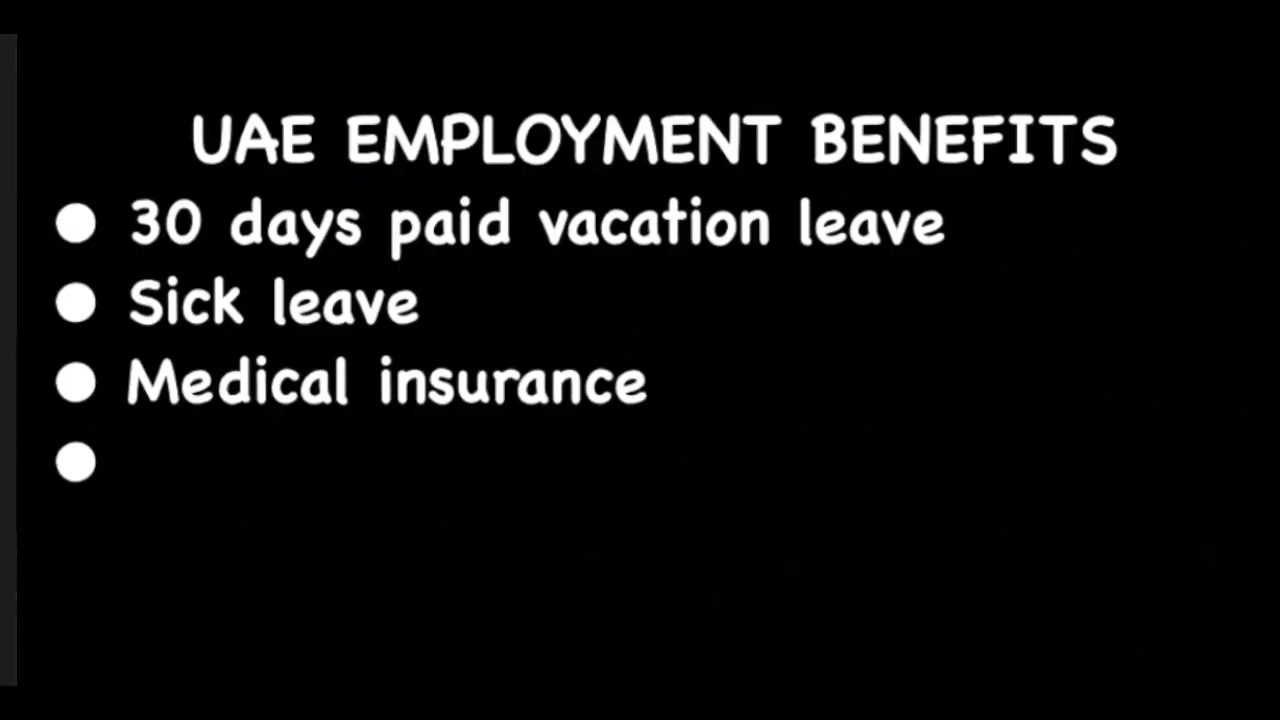 UAE EMPLOYMENT BENEFITS
● 30 days paid vacation leave
● Sick leave
● Medical insurance
●